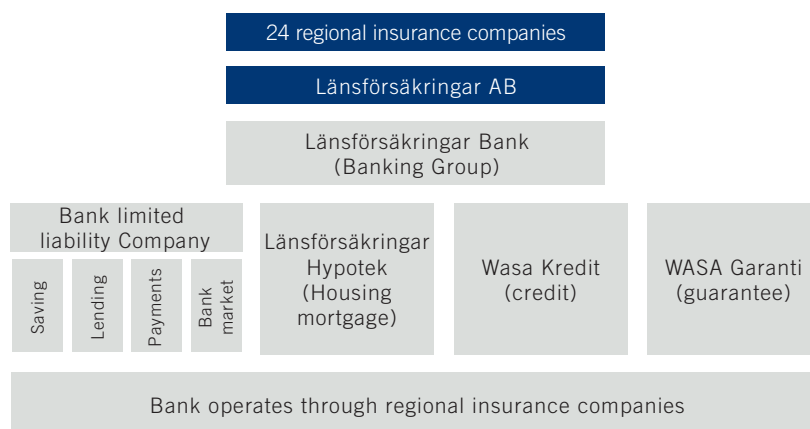 24 regional insurance companies
Länsförsäkringar AB
Länsförsäkringar Bank
(Banking Group)
Bank limited
liability Company
Saving
Lending
Payments
Bank
market
Länsförsäkringar
Hypotek
(Housing
mortgage)
Wasa Kredit
(credit)
WASA Garanti
(guarantee)
Bank operates through regional insurance companies